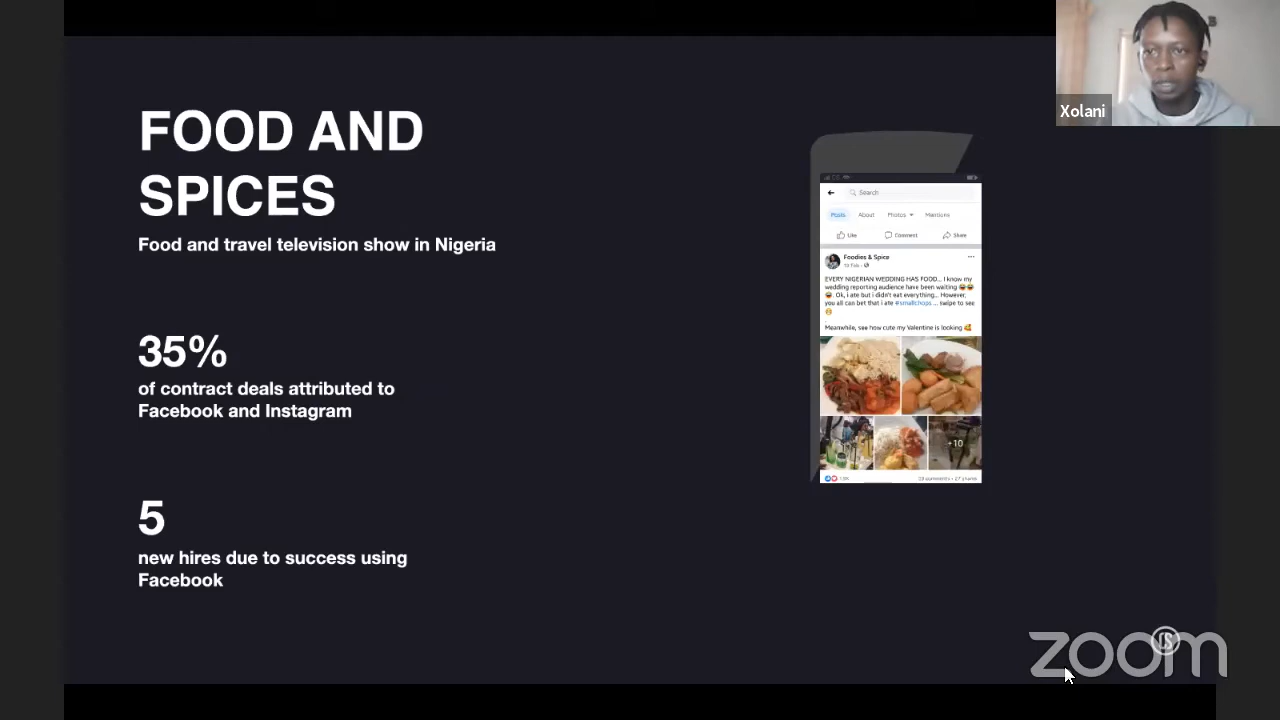 FOOD AND
SPICES
Food and travel television show in Nigeria
35%
of contract deals attributed to
Facebook and Instagram
5
new hires due to success using
Facebook
Search
Posts About Photos Mentions
Like Comment Share
Foodies & Spice
EVERY NIGERIAN WEDDING HAS FOOD... I know my
wedding reporting audience have been waiting 😂😂
😂. Ok, i ate but i didn't eat everything... However,
you all can bet that i ate #smallchops ... swipe to see
Meanwhile, see how cute my Valentine is looking 🥰
+10
Xolani
zoom